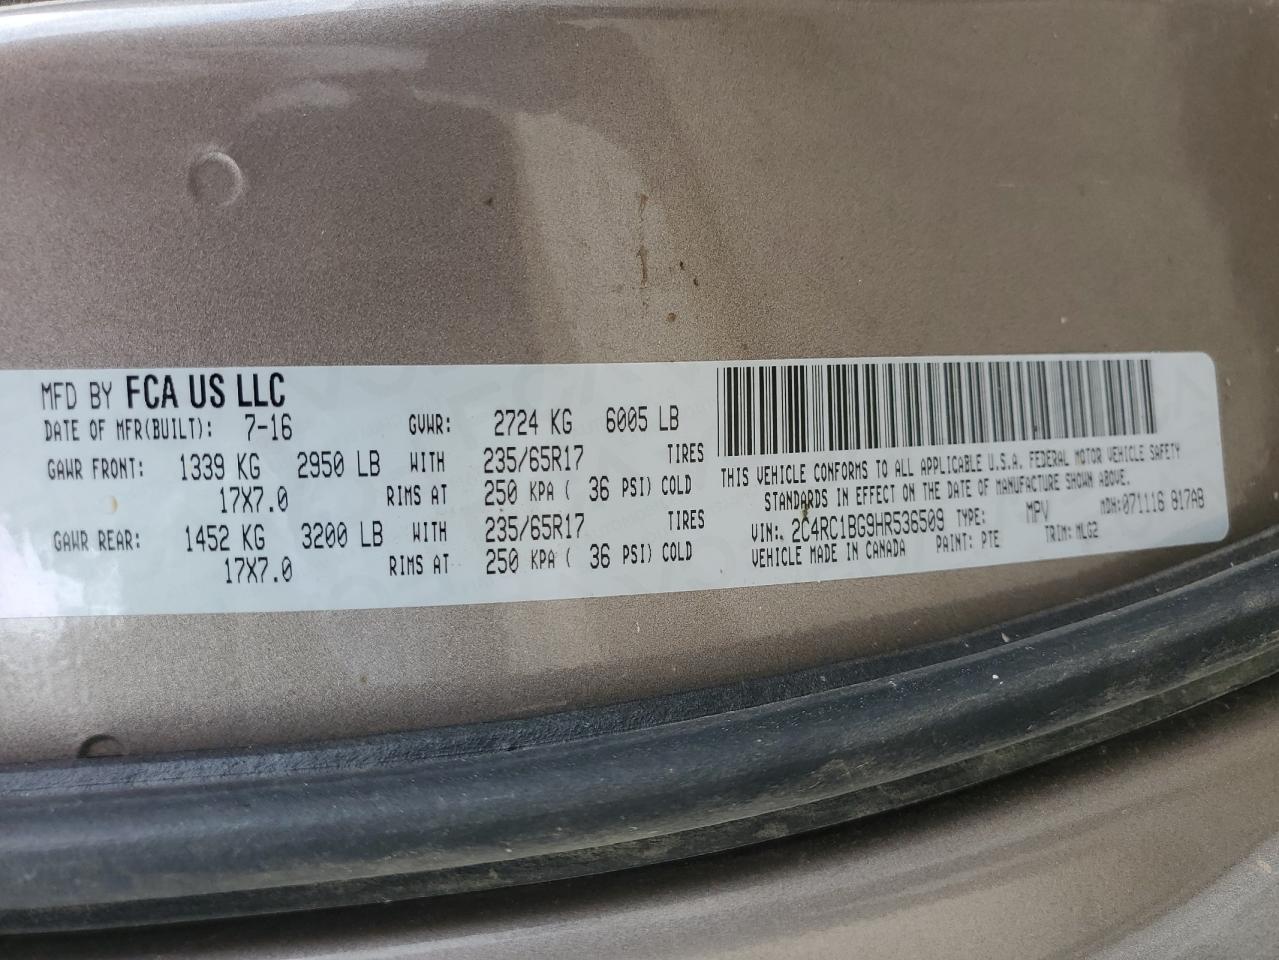 MFD BY FCA US LLC
DATE OF MFR(BUILT): 7-16 GVWR: 2724 KG 6005 LB
GAWR FRONT: 1339 KG 2950 LB WITH 235/65R17 TIRES
17X7.0 RIMS AT 250 KPA ( 36 PSI) COLD
GAWR REAR: 1452 KG 3200 LB WITH 235/65R17 TIRES
17X7.0 RIMS AT 250 KPA ( 36 PSI) COLD
THIS VEHICLE CONFORMS TO ALL APPLICABLE U.S.A. FEDERAL MOTOR VEHICLE SAFETY
STANDARDS IN EFFECT ON THE DATE OF MANUFACTURE SHOWN ABOVE.
VIN: 2C4RC1BG9HR536509 TYPE: MPV MDH:071116 817AB
VEHICLE MADE IN CANADA PAINT: PTE TRIM: MLG2